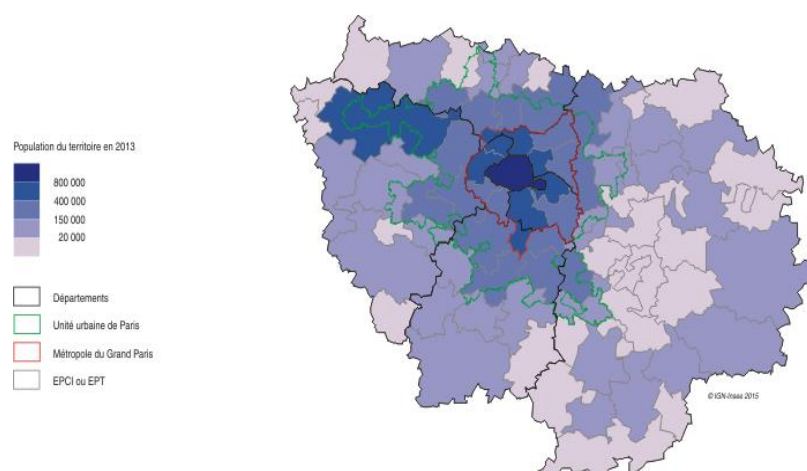 Population du territoire en 2013
800 000
400 000
150 000
20 000
Départements
Unité urbaine de Paris
Métropole du Grand Paris
EPCI ou EPT
© IGN-Insee 2015